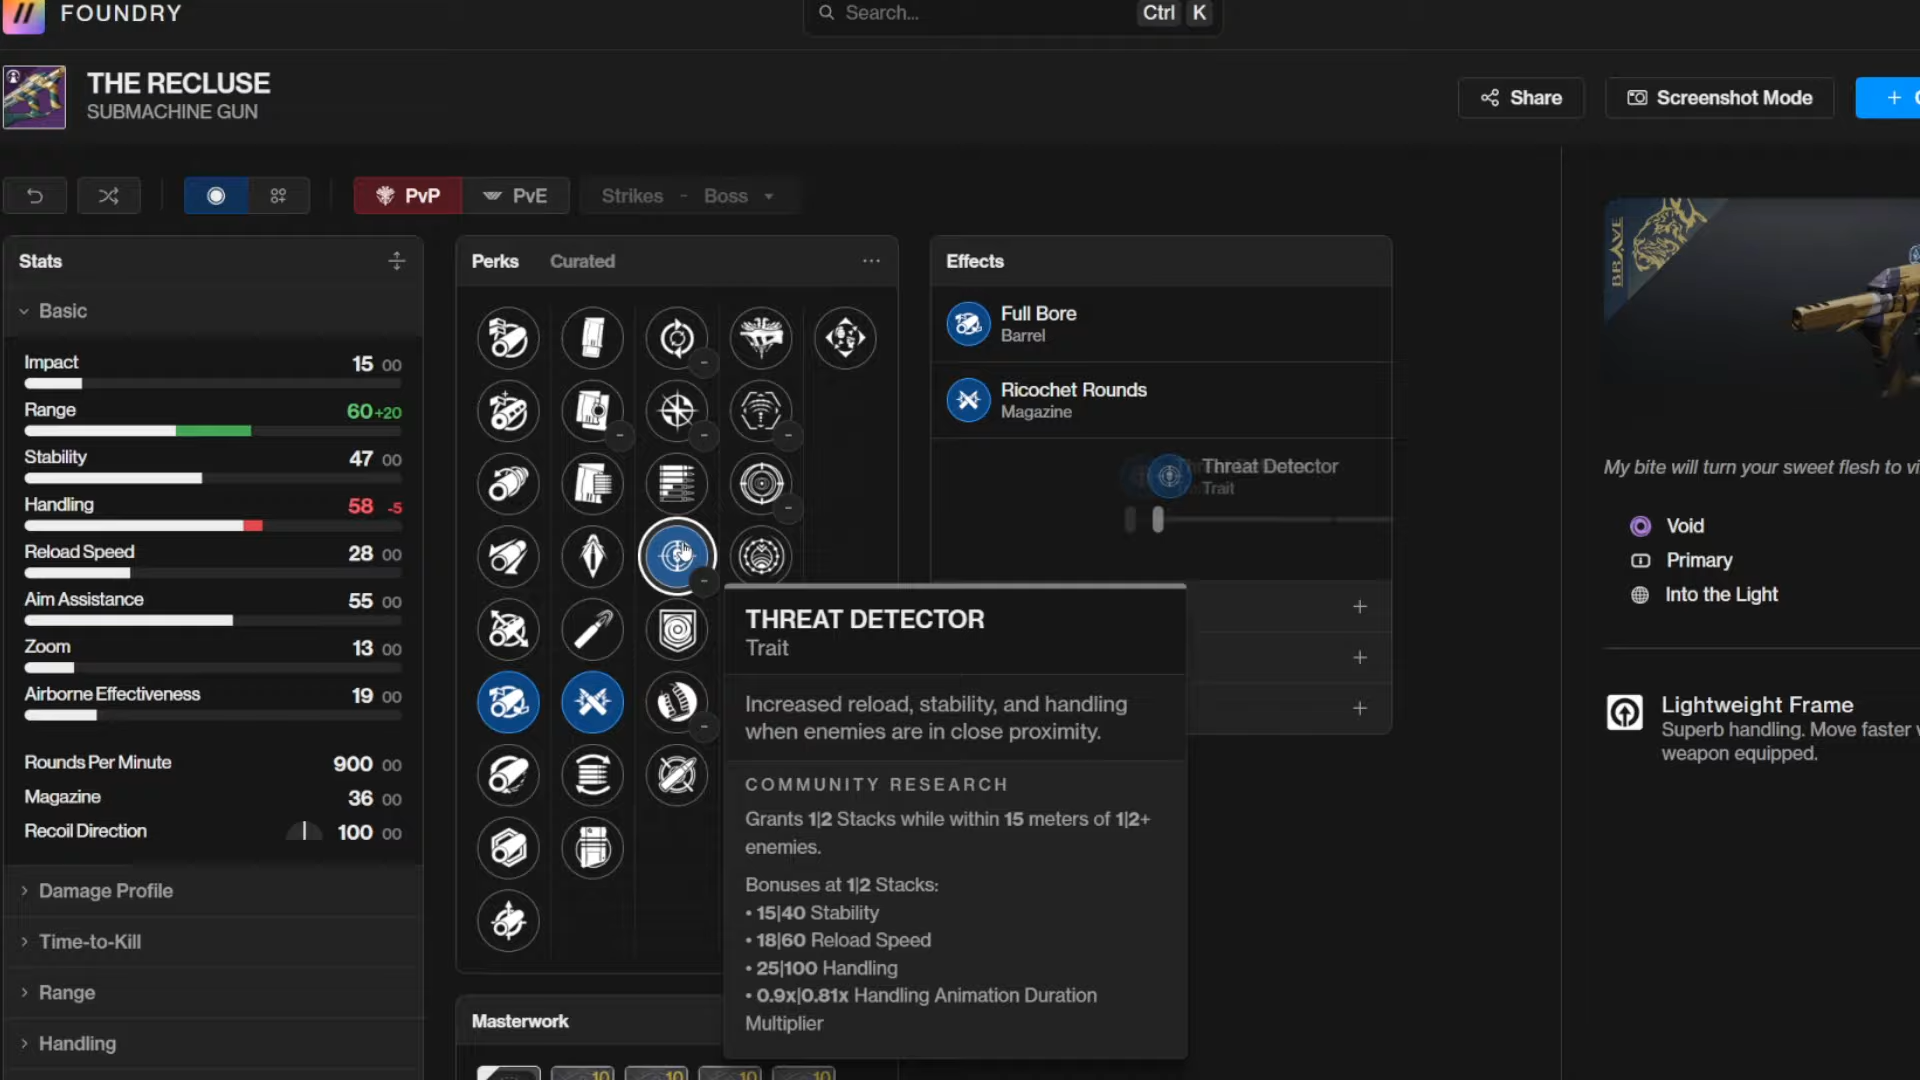 FOUNDRY
Search...
Ctrl K
THE RECLUSE
SUBMACHINE GUN
Share
Screenshot Mode
PvP
PvE
Strikes - Boss
Stats
Basic
Impact 15 00
Range 60 +20
Stability 47 00
Handling 58 -5
Reload Speed 28 00
Aim Assistance 55 00
Zoom 13 00
Airborne Effectiveness 19 00
Rounds Per Minute 900 00
Magazine 36 00
Recoil Direction 100 00
Damage Profile
Time-to-Kill
Range
Handling
Perks Curated
Masterwork
10 10 10 10
Effects
Full Bore
Barrel
Ricochet Rounds
Magazine
Threat Detector
Trait
THREAT DETECTOR
Trait
Increased reload, stability, and handling
when enemies are in close proximity.
COMMUNITY RESEARCH
Grants 1|2 Stacks while within 15 meters of 1|2+
enemies.
Bonuses at 1|2 Stacks:
• 15|40 Stability
• 18|60 Reload Speed
• 25|100 Handling
• 0.9x|0.81x Handling Animation Duration
Multiplier
BRAVE
My bite will turn your sweet flesh to
Void
Primary
Into the Light
Lightweight Frame
Superb handling. Move faster
weapon equipped.